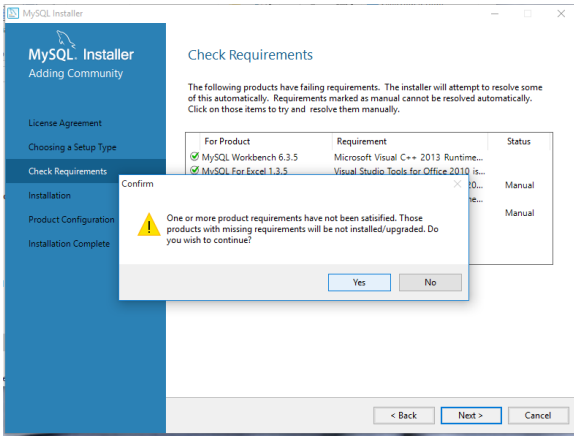 MySQL Installer
MySQL. Installer
Adding Community
License Agreement
Choosing a Setup Type
Check Requirements
Installation
Product Configuration
Installation Complete
Check Requirements
The following products have failing requirements. The installer will attempt to resolve some
of this automatically. Requirements marked as manual cannot be resolved automatically.
Click on those items to try and resolve them manually.
For Product Requirement Status
MySQL Workbench 6.3.5 Microsoft Visual C++ 2013 Runtime...
MySQL For Excel 1.3.5 Visual Studio Tools for Office 2010 is...
Manual
Manual
Confirm
One or more product requirements have not been satisified. Those
products with missing requirements will be not installed/upgraded. Do
you wish to continue?
Yes No
< Back Next > Cancel